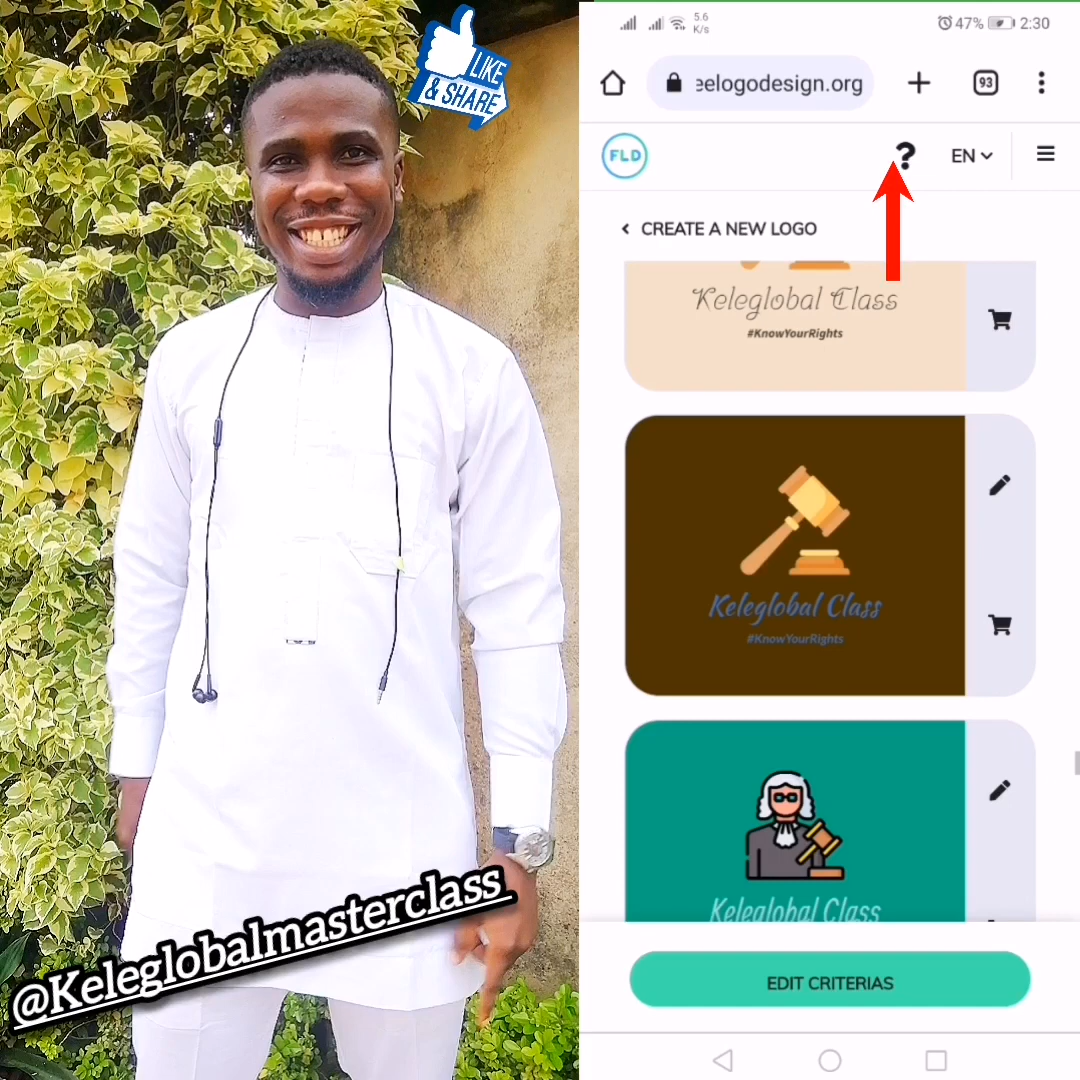 LIKE
& SHARE
@Keleglobalmasterclass
5.6
K/s
47%
2:30
eelogodesign.org
93
FLD
?
EN
CREATE A NEW LOGO
Keleglobal Class
#KnowYourRights
Keleglobal Class
#KnowYourRights
Keleglobal Class
EDIT CRITERIAS